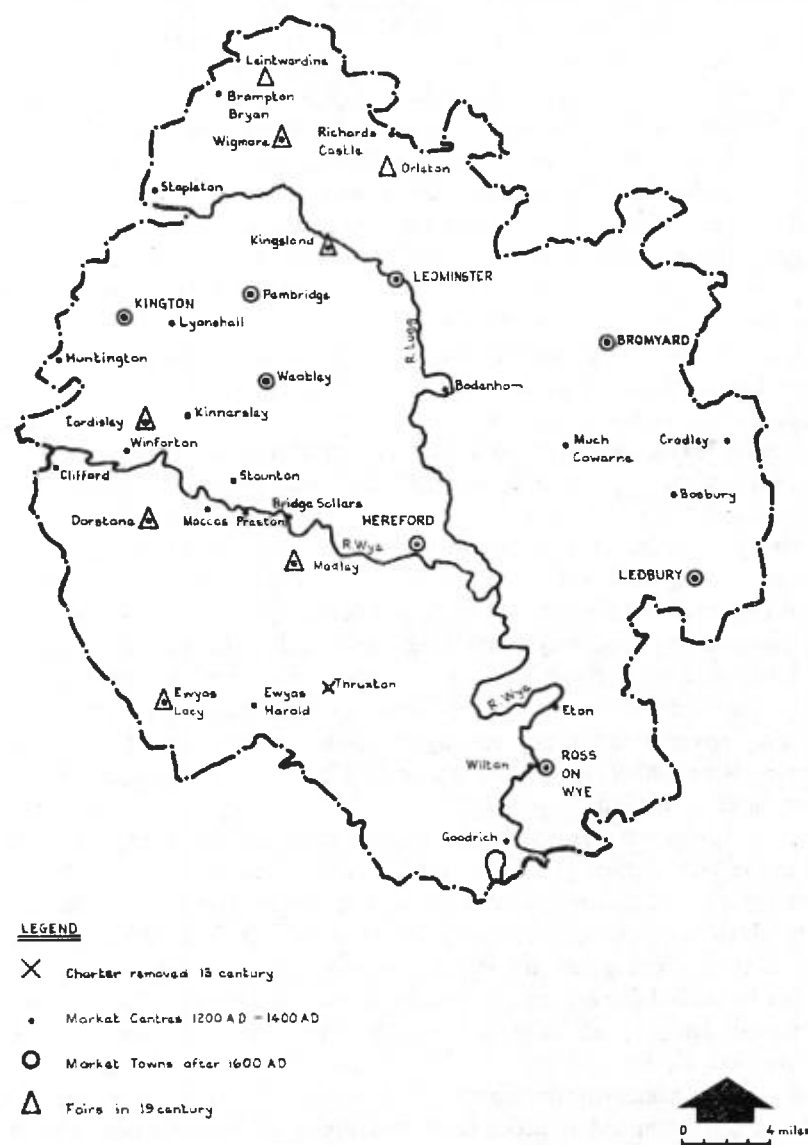 Leintwardine
Brampton
Bryan
Wigmore
Richards
Castle
Orleton
Stapleton
Kingsland
LEOMINSTER
KINGTON
Pembridge
Lyonshall
R Lugg
BROMYARD
Huntington
Weobley
Bodenham
Eardisley
Kinnersley
Winforton
Much
Cowarne
Cradley
Clifford
Staunton
Bosbury
Bridge Sollars
Dorstone
Moccas
Preston
HEREFORD
R Wye
Madley
LEDBURY
Ewyas
Lacy
Ewyas
Harold
Thruxton
R. Wye
Eton
Wilton
ROSS
ON
WYE
Goodrich
LEGEND
Charter removed 13 century
Market Centres 1200 AD - 1400 AD
Market Towns after 1600 AD
Fairs in 19 century
0 4 miles